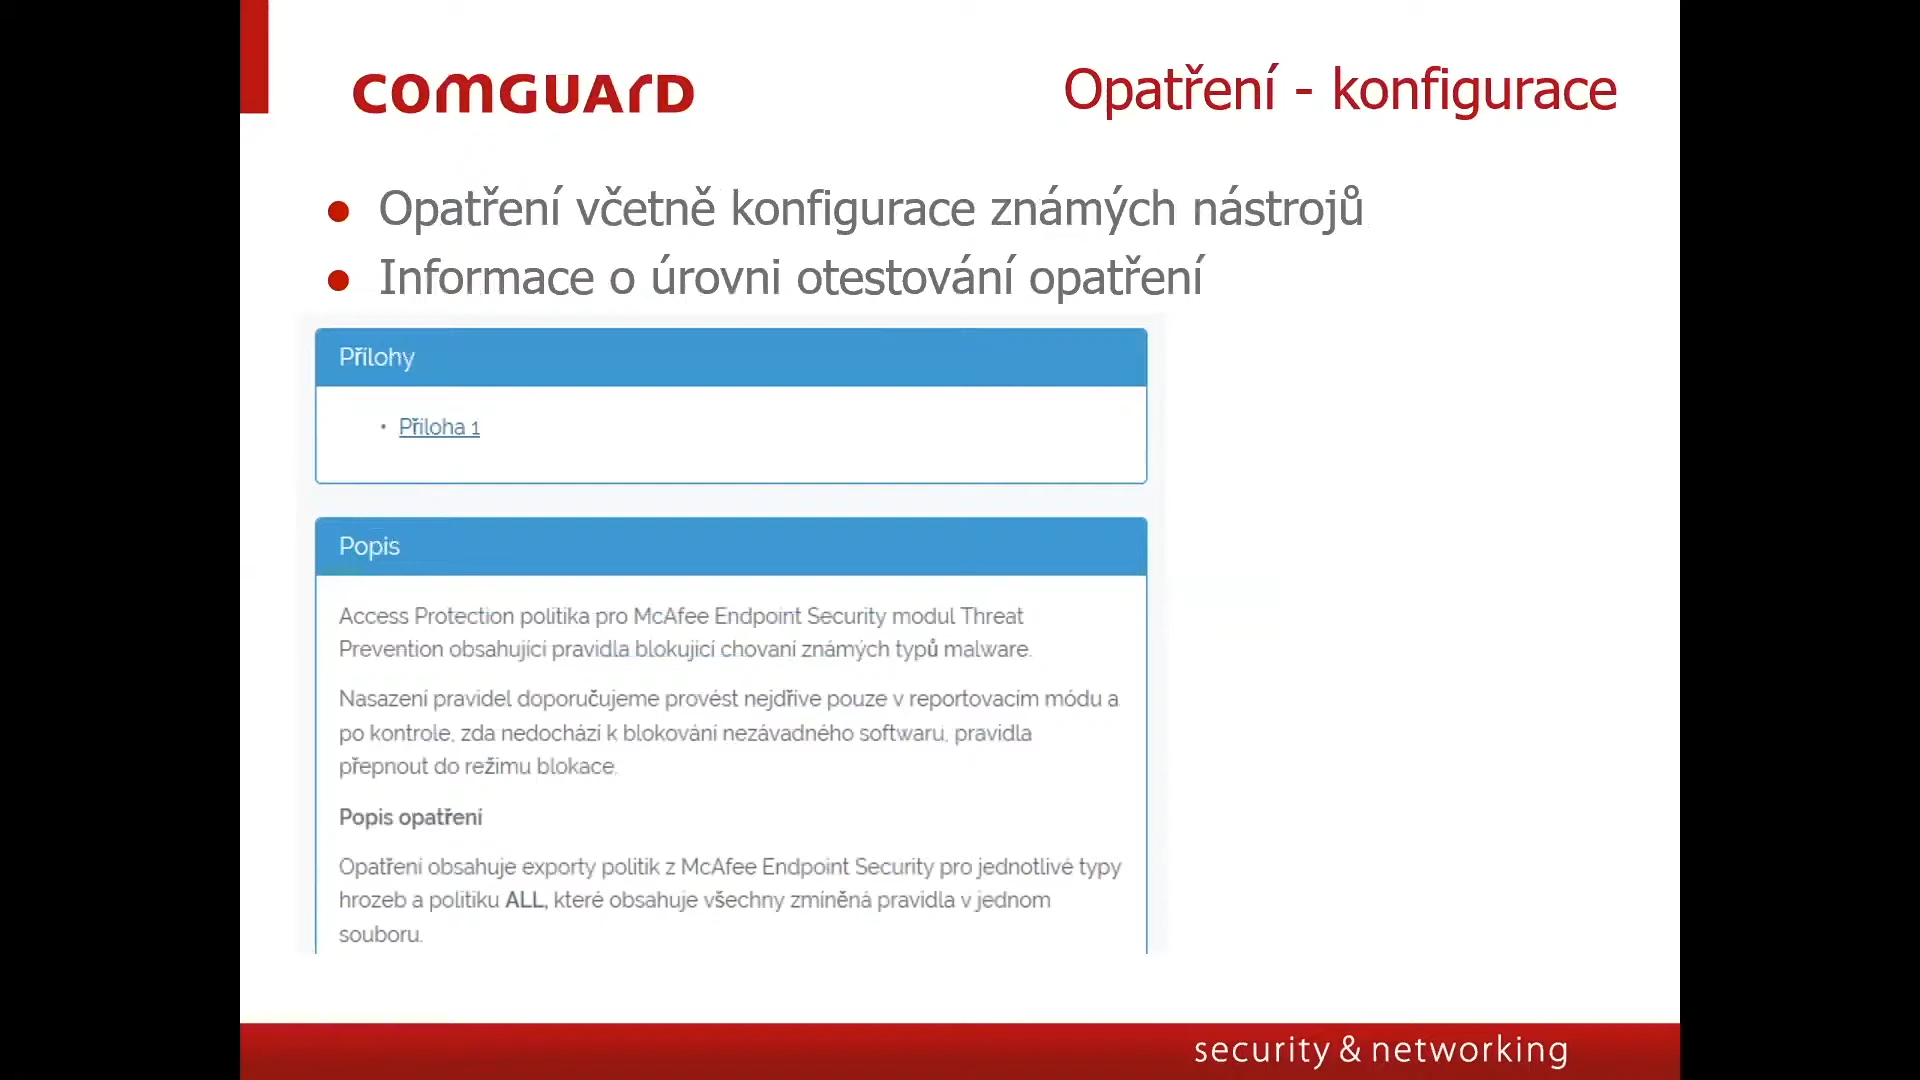 COMGUARD
Opatření - konfigurace
Opatření včetně konfigurace známých nástrojů
Informace o úrovni otestování opatření
Přílohy
Příloha 1
Popis
Access Protection politika pro McAfee Endpoint Security modul Threat
Prevention obsahující pravidla blokující chovaní známých typů malware.
Nasazení pravidel doporučujeme provést nejdříve pouze v reportovacím módu a
po kontrole, zda nedochází k blokování nezávadného softwaru, pravidla
přepnout do režimu blokace.
Popis opatření
Opatření obsahuje exporty politik z McAfee Endpoint Security pro jednotlivé typy
hrozeb a politiku ALL, které obsahuje všechny zmíněná pravidla v jednom
souboru.
security & networking